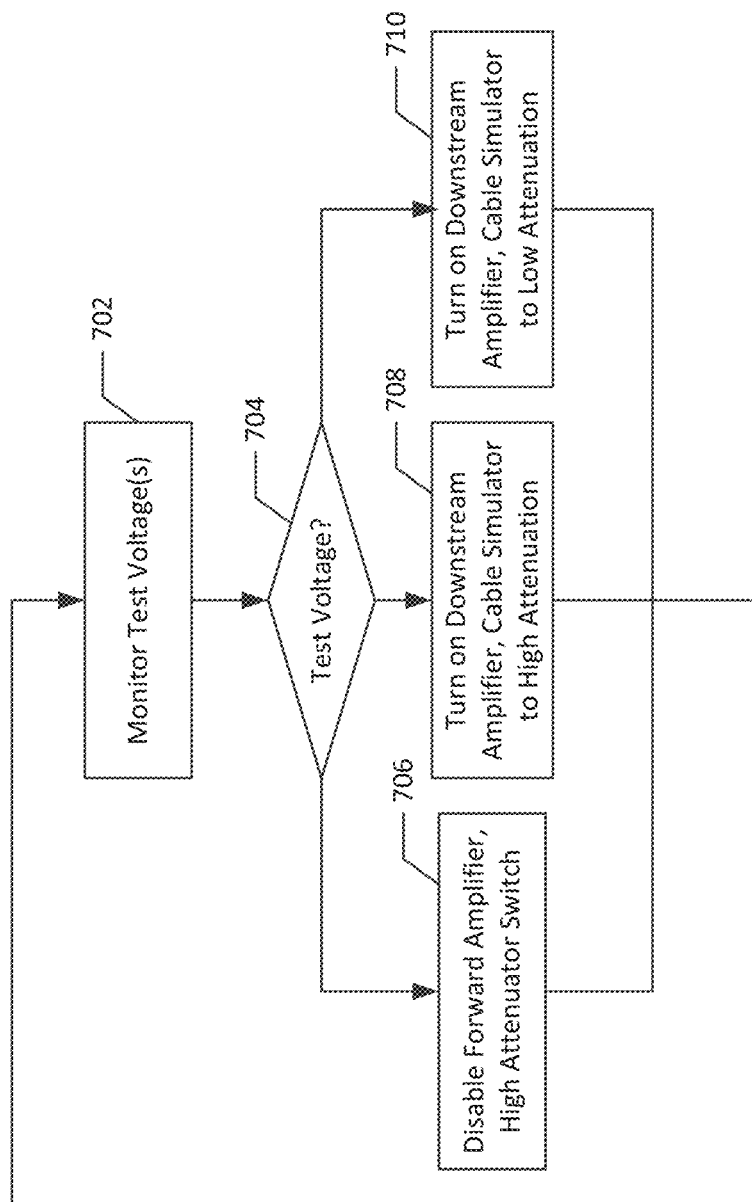 702
Monitor Test Voltage(s)
704
Test Voltage?
706
Disable Forward Amplifier,
High Attenuator Switch
708
Turn on Downstream
Amplifier, Cable Simulator
to High Attenuation
710
Turn on Downstream
Amplifier, Cable Simulator
to Low Attenuation